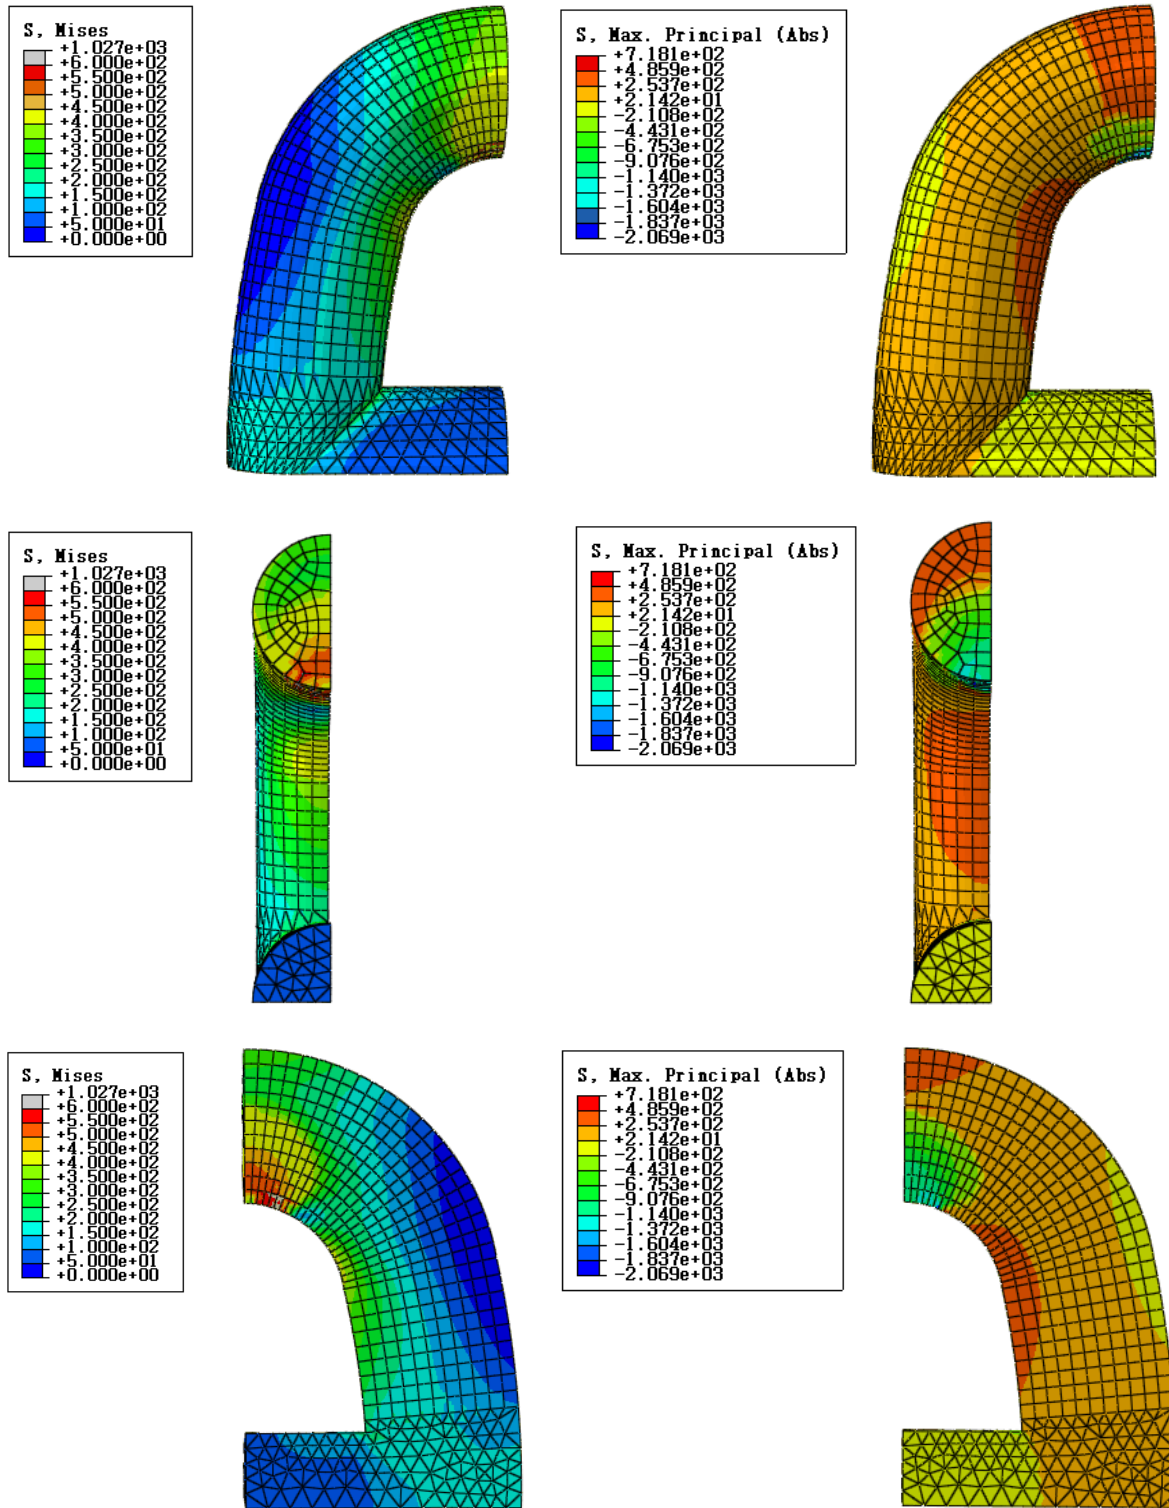 S, Mises
+1.027e+03
+6.000e+02
+5.500e+02
+5.000e+02
+4.500e+02
+4.000e+02
+3.500e+02
+3.000e+02
+2.500e+02
+2.000e+02
+1.500e+02
+1.000e+02
+5.000e+01
+0.000e+00
S, Max. Principal (Abs)
+7.181e+02
+4.859e+02
+2.537e+02
+2.142e+01
-2.108e+02
-4.431e+02
-6.753e+02
-9.076e+02
-1.140e+03
-1.372e+03
-1.604e+03
-1.837e+03
-2.069e+03
S, Mises
+1.027e+03
+6.000e+02
+5.500e+02
+5.000e+02
+4.500e+02
+4.000e+02
+3.500e+02
+3.000e+02
+2.500e+02
+2.000e+02
+1.500e+02
+1.000e+02
+5.000e+01
+0.000e+00
S, Max. Principal (Abs)
+7.181e+02
+4.859e+02
+2.537e+02
+2.142e+01
-2.108e+02
-4.431e+02
-6.753e+02
-9.076e+02
-1.140e+03
-1.372e+03
-1.604e+03
-1.837e+03
-2.069e+03
S, Mises
+1.027e+03
+6.000e+02
+5.500e+02
+5.000e+02
+4.500e+02
+4.000e+02
+3.500e+02
+3.000e+02
+2.500e+02
+2.000e+02
+1.500e+02
+1.000e+02
+5.000e+01
+0.000e+00
S, Max. Principal (Abs)
+7.181e+02
+4.859e+02
+2.537e+02
+2.142e+01
-2.108e+02
-4.431e+02
-6.753e+02
-9.076e+02
-1.140e+03
-1.372e+03
-1.604e+03
-1.837e+03
-2.069e+03